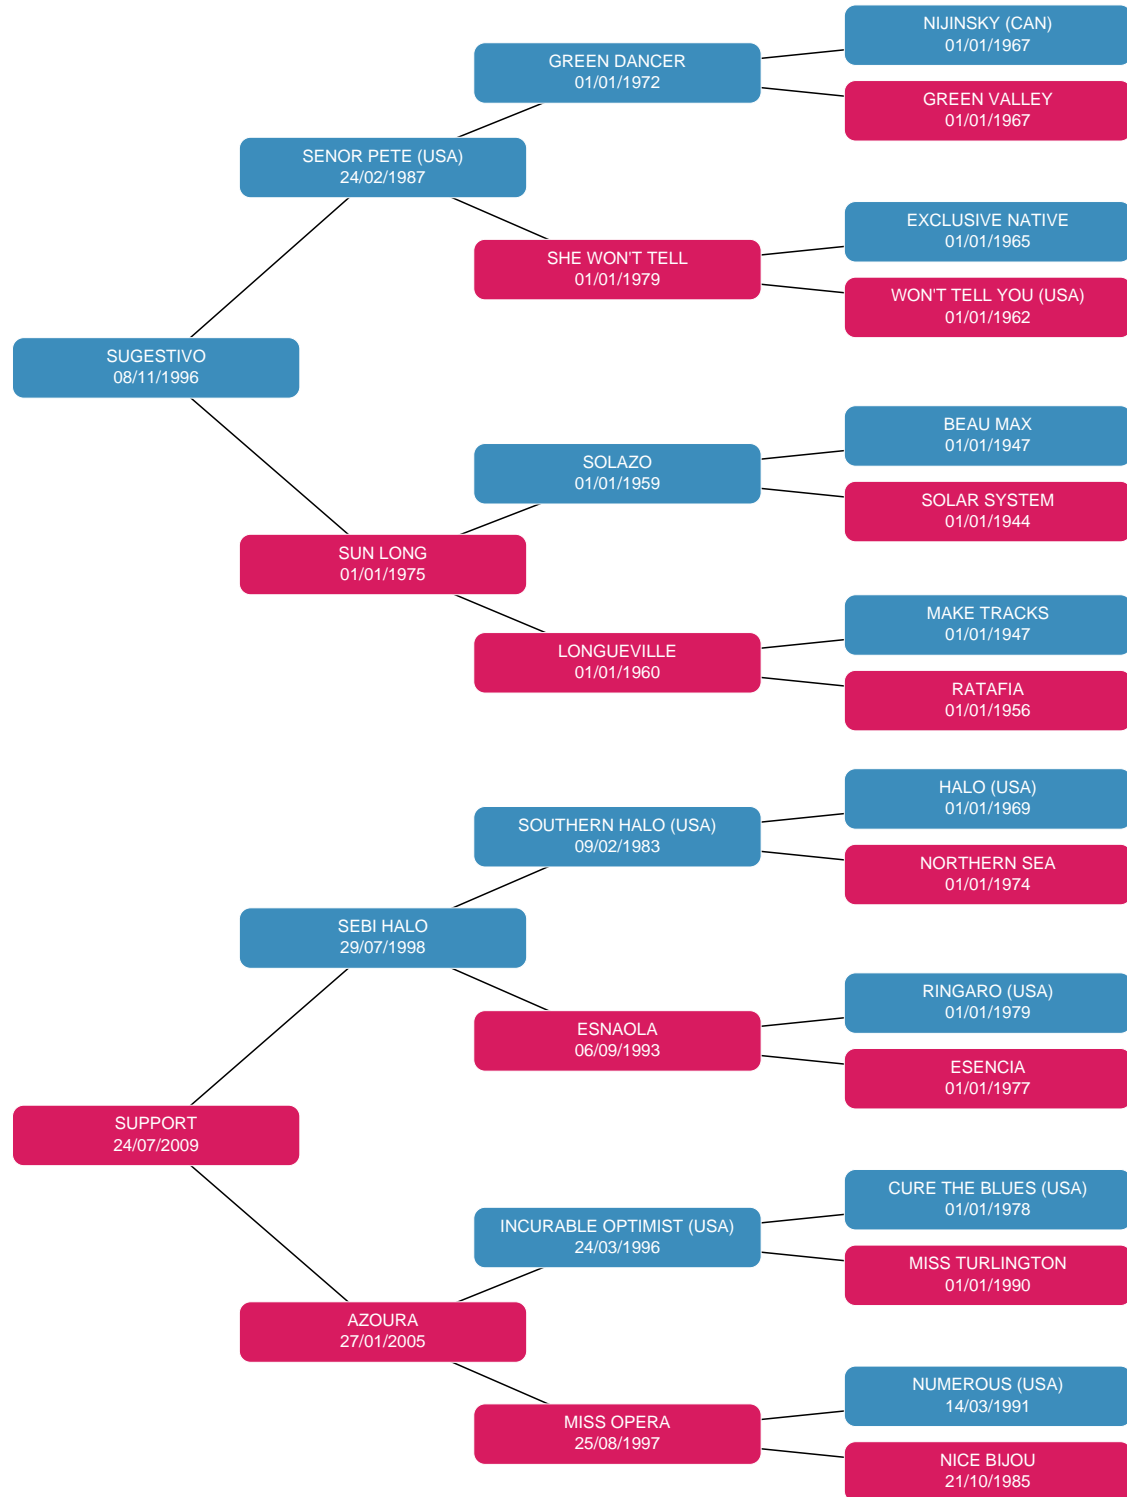 NIJINSKY (CAN)
01/01/1967
GREEN DANCER
01/01/1972
GREEN VALLEY
01/01/1967
SENOR PETE (USA)
24/02/1987
EXCLUSIVE NATIVE
01/01/1965
SHE WON'T TELL
01/01/1979
WON'T TELL YOU (USA)
01/01/1962
SUGESTIVO
08/11/1996
BEAU MAX
01/01/1947
SOLAZO
01/01/1959
SOLAR SYSTEM
01/01/1944
SUN LONG
01/01/1975
MAKE TRACKS
01/01/1947
LONGUEVILLE
01/01/1960
RATAFIA
01/01/1956
HALO (USA)
01/01/1969
SOUTHERN HALO (USA)
09/02/1983
NORTHERN SEA
01/01/1974
SEBI HALO
29/07/1998
RINGARO (USA)
01/01/1979
ESNAOLA
06/09/1993
ESENCIA
01/01/1977
SUPPORT
24/07/2009
CURE THE BLUES (USA)
01/01/1978
INCURABLE OPTIMIST (USA)
24/03/1996
MISS TURLINGTON
01/01/1990
AZOURA
27/01/2005
NUMEROUS (USA)
14/03/1991
MISS OPERA
25/08/1997
NICE BIJOU
21/10/1985